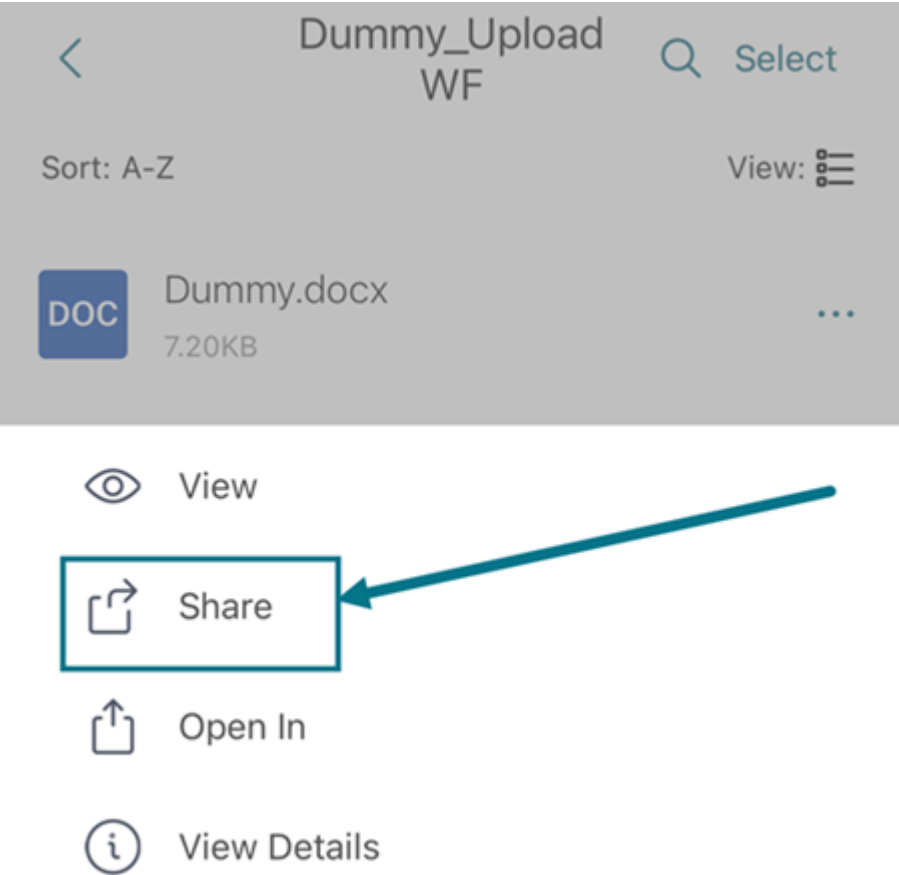 Dummy_Upload
WF
Select
Sort: A-Z
View:
DOC
Dummy.docx
7.20KB
View
Share
Open In
View Details